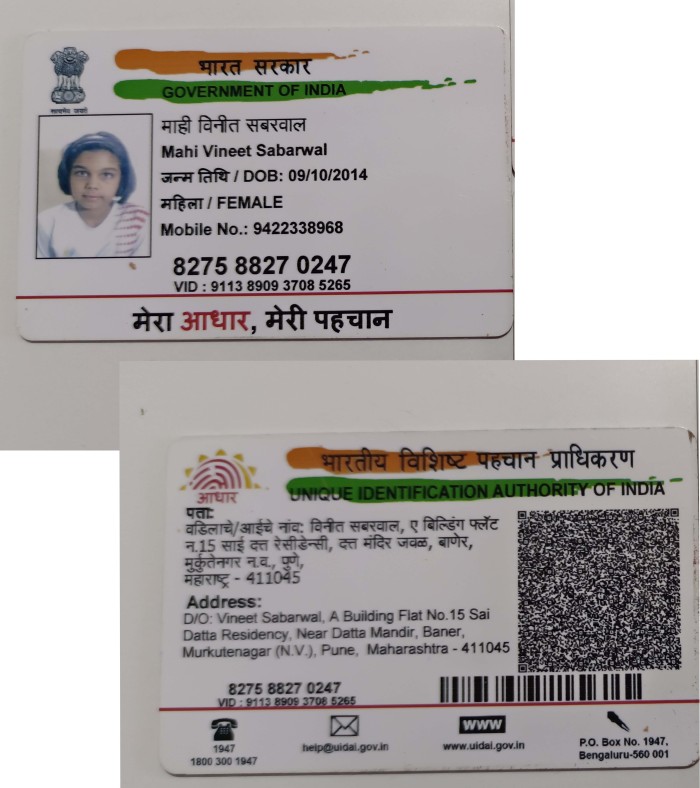 भारत सरकार
GOVERNMENT OF INDIA
सत्यमेव जयते
माही विनीत सबरवाल
Mahi Vineet Sabarwal
जन्म तिथि / DOB: 09/10/2014
महिला / FEMALE
Mobile No.: 9422338968
8275 8827 0247
VID : 9113 8909 3708 5265
मेरा आधार, मेरी पहचान
भारतीय विशिष्ट पहचान प्राधिकरण
UNIQUE IDENTIFICATION AUTHORITY OF INDIA
आधार
पता:
वडिलाचे/आईचे नांव: विनीत सबरवाल, ए बिल्डिंग फ्लॅट
न.15 साई दत्त रेसीडेन्सी, दत्त मंदिर जवळ, बाणेर,
मुर्कुतेनगर न.व., पुणे,
महाराष्ट्र - 411045
Address:
D/O: Vineet Sabarwal, A Building Flat No.15 Sai
Datta Residency, Near Datta Mandir, Baner,
Murkutenagar (N.V.), Pune, Maharashtra - 411045
8275 8827 0247
VID : 9113 8909 3708 5265
1947
1800 300 1947
help@uidai.gov.in
www
www.uidai.gov.in
P.O. Box No. 1947,
Bengaluru-560 001